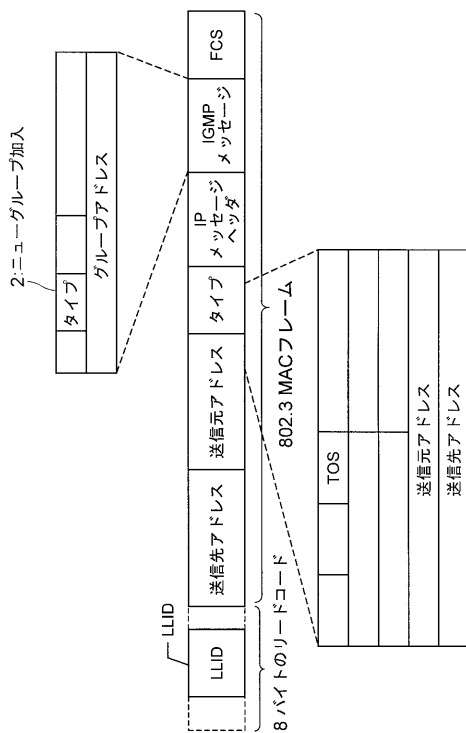 2:ニューグループ加入
タイプ
グループアドレス
LLID
LLID
送信先アドレス
送信元アドレス
タイプ
IP
メッセージ
ヘッダ
IGMP
メッセージ
FCS
8 バイトのリードコード
802.3 MACフレーム
TOS
送信元アドレス
送信先アドレス